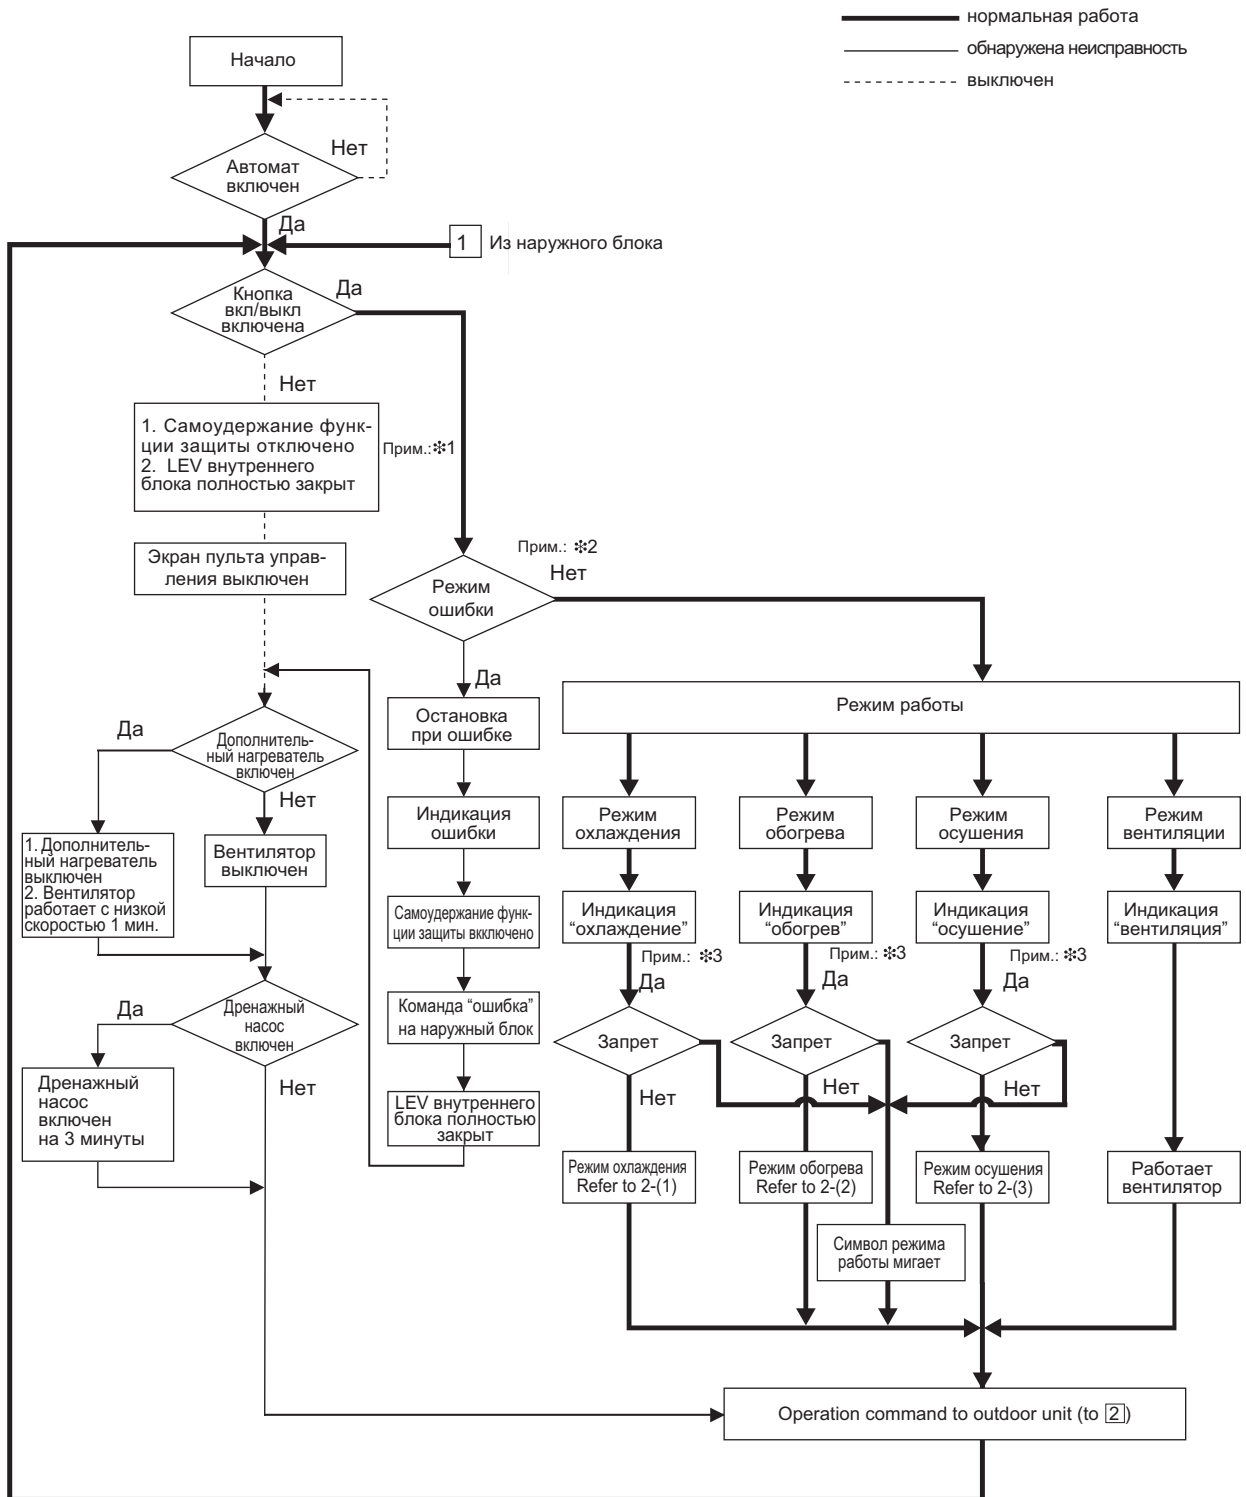 нормальная работа
обнаружена неисправность
выключен
Начало
Нет
Автомат
включен
Да
1 Из наружного блока
Кнопка
вкл/выкл
включена
Да
Нет
1. Самоудержание функ-
ции защиты отключено
2. LEV внутреннего
блока полностью закрыт
Прим.:❇1
Экран пульта управ-
ления выключен
Прим.: ❇2
Нет
Режим
ошибки
Да
Режим работы
Остановка
при ошибке
Да
Дополнитель-
ный нагреватель
включен
Нет
Индикация
ошибки
Режим
охлаждения
Режим
обогрева
Режим
осушения
Режим
вентиляции
1. Дополнитель-
ный нагреватель
выключен
2. Вентилятор
работает с низкой
скоростью 1 мин.
Вентилятор
выключен
Самоудержание функ-
ции защиты вкключено
Индикация
“охлаждение”
Индикация
“обогрев”
Индикация
“осушение”
Индикация
“вентиляция”
Прим.: ❇3
Да
Прим.: ❇3
Да
Прим.: ❇3
Да
Да
Дренажный
насос
включен
Нет
Команда “ошибка”
на наружный блок
Запрет
Запрет
Запрет
Нет
Нет
Нет
Дренажный
насос
включен
на 3 минуты
LEV внутреннего
блока полностью
закрыт
Режим охлаждения
Refer to 2-(1)
Режим обогрева
Refer to 2-(2)
Режим осушения
Refer to 2-(3)
Работает
вентилятор
Символ режима
работы мигает
Operation command to outdoor unit (to 2)